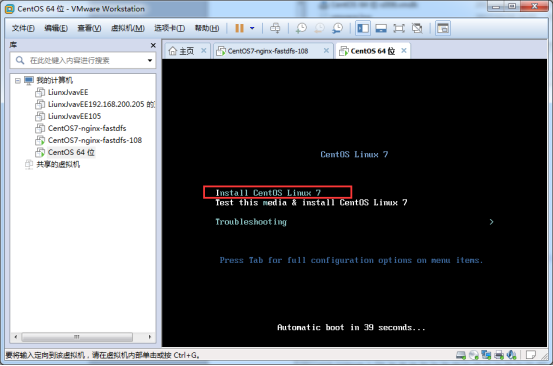 CentOS 64 位 - VMware Workstation
文件(F) 编辑(E) 查看(V) 虚拟机(M) 选项卡(T) 帮助(H)
库
在此处键入内容进行搜索
我的计算机
LiunxJvavEE
LiunxJvavEE192.168.200.205 的
LiunxJavaEE105
CentOS7-nginx-fastdfs
CentOS7-nginx-fastdfs-108
CentOS 64 位
共享的虚拟机
主页 CentOS7-nginx-fastdfs-108 CentOS 64 位
CentOS Linux 7
Install CentOS Linux 7
Test this media & install CentOS Linux 7
Troubleshooting >
Press Tab for full configuration options on menu items.
Automatic boot in 39 seconds...
要将输入定向到该虚拟机，请在虚拟机内部单击或按 Ctrl+G。